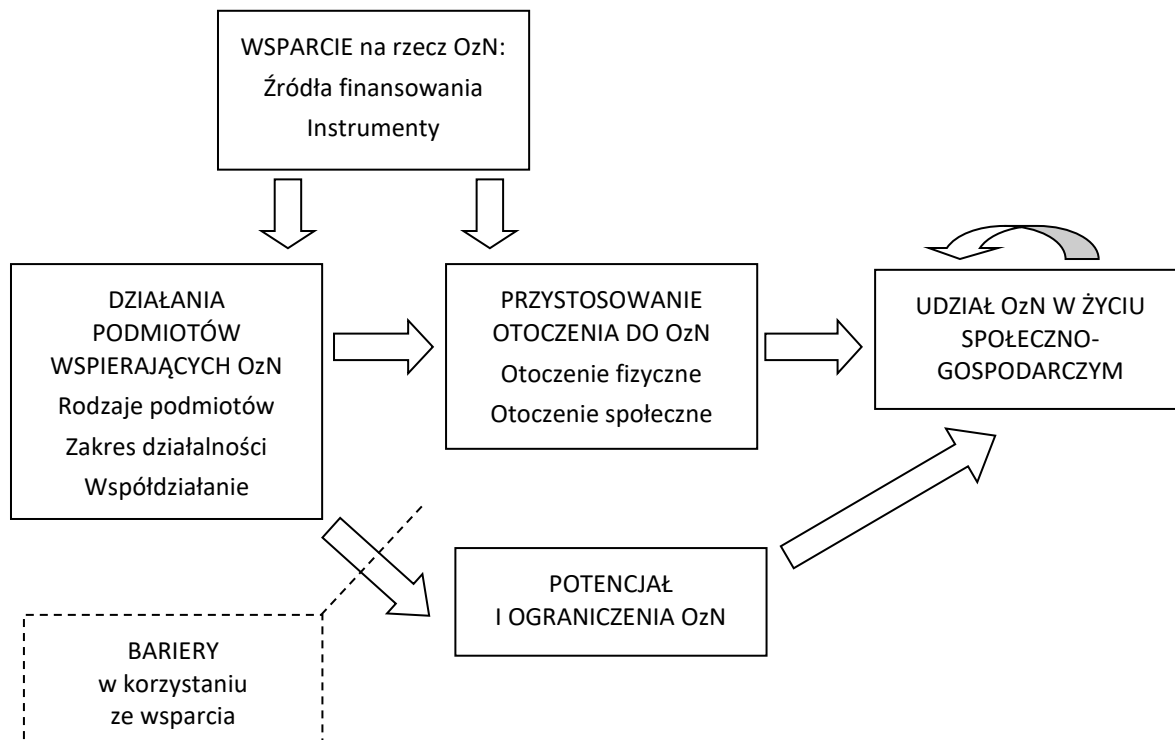 WSPARCIE na rzecz OzN:
Źródła finansowania
Instrumenty
DZIAŁANIA
PODMIOTÓW
WSPIERAJĄCYCH OzN
Rodzaje podmiotów
Zakres działalności
Współdziałanie
PRZYSTOSOWANIE
OTOCZENIA DO OzN
Otoczenie fizyczne
Otoczenie społeczne
UDZIAŁ OzN W ŻYCIU
SPOŁECZNO-
GOSPODARCZYM
POTENCJAŁ
I OGRANICZENIA OzN
BARIERY
w korzystaniu
ze wsparcia